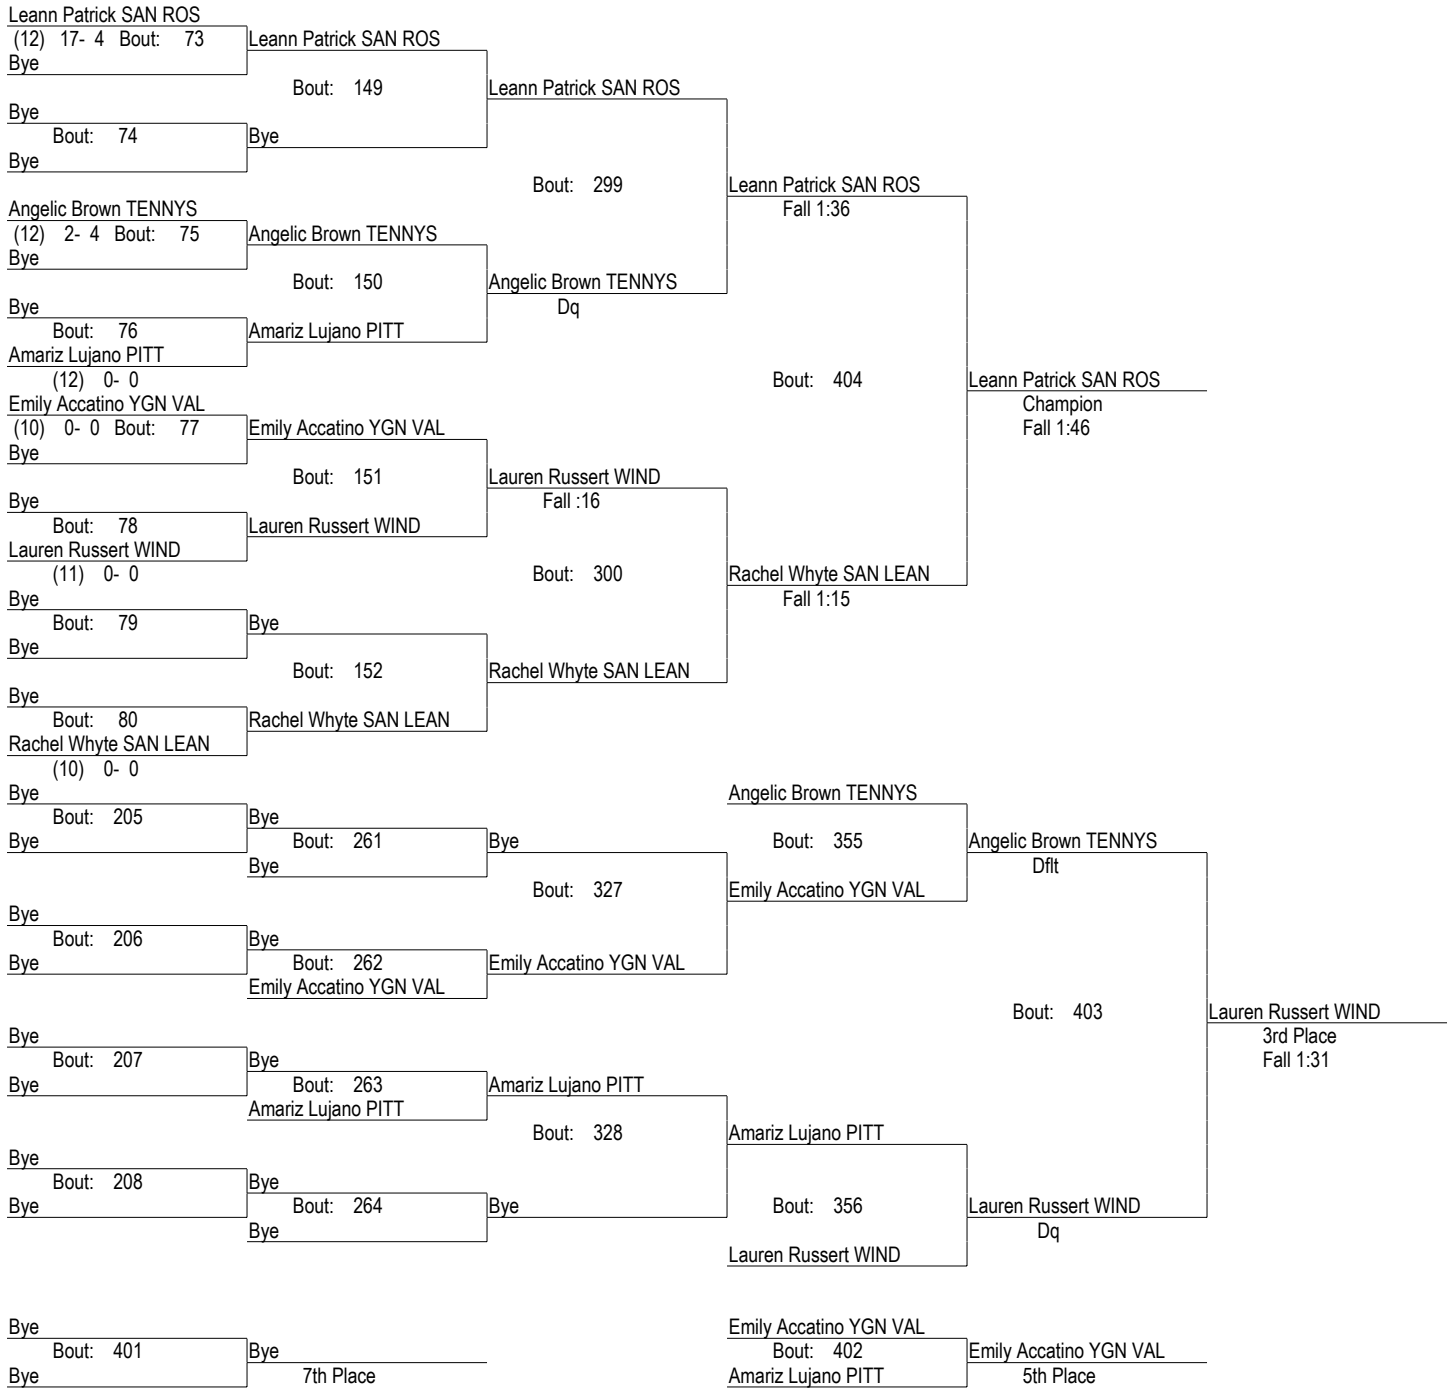 Leann Patrick SAN ROS
(12) 17- 4 Bout: 73 Leann Patrick SAN ROS
Bye
Bout: 149 Leann Patrick SAN ROS
Bye
Bout: 74 Bye
Bye
Bout: 299 Leann Patrick SAN ROS
Fall 1:36
Angelic Brown TENNYS
(12) 2- 4 Bout: 75 Angelic Brown TENNYS
Bye
Bout: 150 Angelic Brown TENNYS
Bye Dq
Bout: 76 Amariz Lujano PITT
Amariz Lujano PITT
(12) 0- 0 Bout: 404 Leann Patrick SAN ROS
Emily Accatino YGN VAL Champion
(10) 0- 0 Bout: 77 Emily Accatino YGN VAL Fall 1:46
Bye
Bout: 151 Lauren Russert WIND
Bye Fall :16
Bout: 78 Lauren Russert WIND
Lauren Russert WIND
(11) 0- 0 Bout: 300 Rachel Whyte SAN LEAN
Bye Fall 1:15
Bout: 79 Bye
Bye
Bout: 152 Rachel Whyte SAN LEAN
Bye
Bout: 80 Rachel Whyte SAN LEAN
Rachel Whyte SAN LEAN
(10) 0- 0
Bye Angelic Brown TENNYS
Bout: 205 Bye
Bye Bout: 261 Bye Bout: 355 Angelic Brown TENNYS
Bye Dflt
Bout: 327 Emily Accatino YGN VAL
Bye
Bout: 206 Bye
Bye Bout: 262 Emily Accatino YGN VAL
Emily Accatino YGN VAL
Bout: 403 Lauren Russert WIND
Bye 3rd Place
Bout: 207 Bye Fall 1:31
Bye Bout: 263 Amariz Lujano PITT
Amariz Lujano PITT
Bout: 328 Amariz Lujano PITT
Bye
Bout: 208 Bye
Bye Bout: 264 Bye Bout: 356 Lauren Russert WIND
Bye Dq
Lauren Russert WIND
Bye Emily Accatino YGN VAL
Bout: 401 Bye Bout: 402 Emily Accatino YGN VAL
Bye 7th Place Amariz Lujano PITT 5th Place